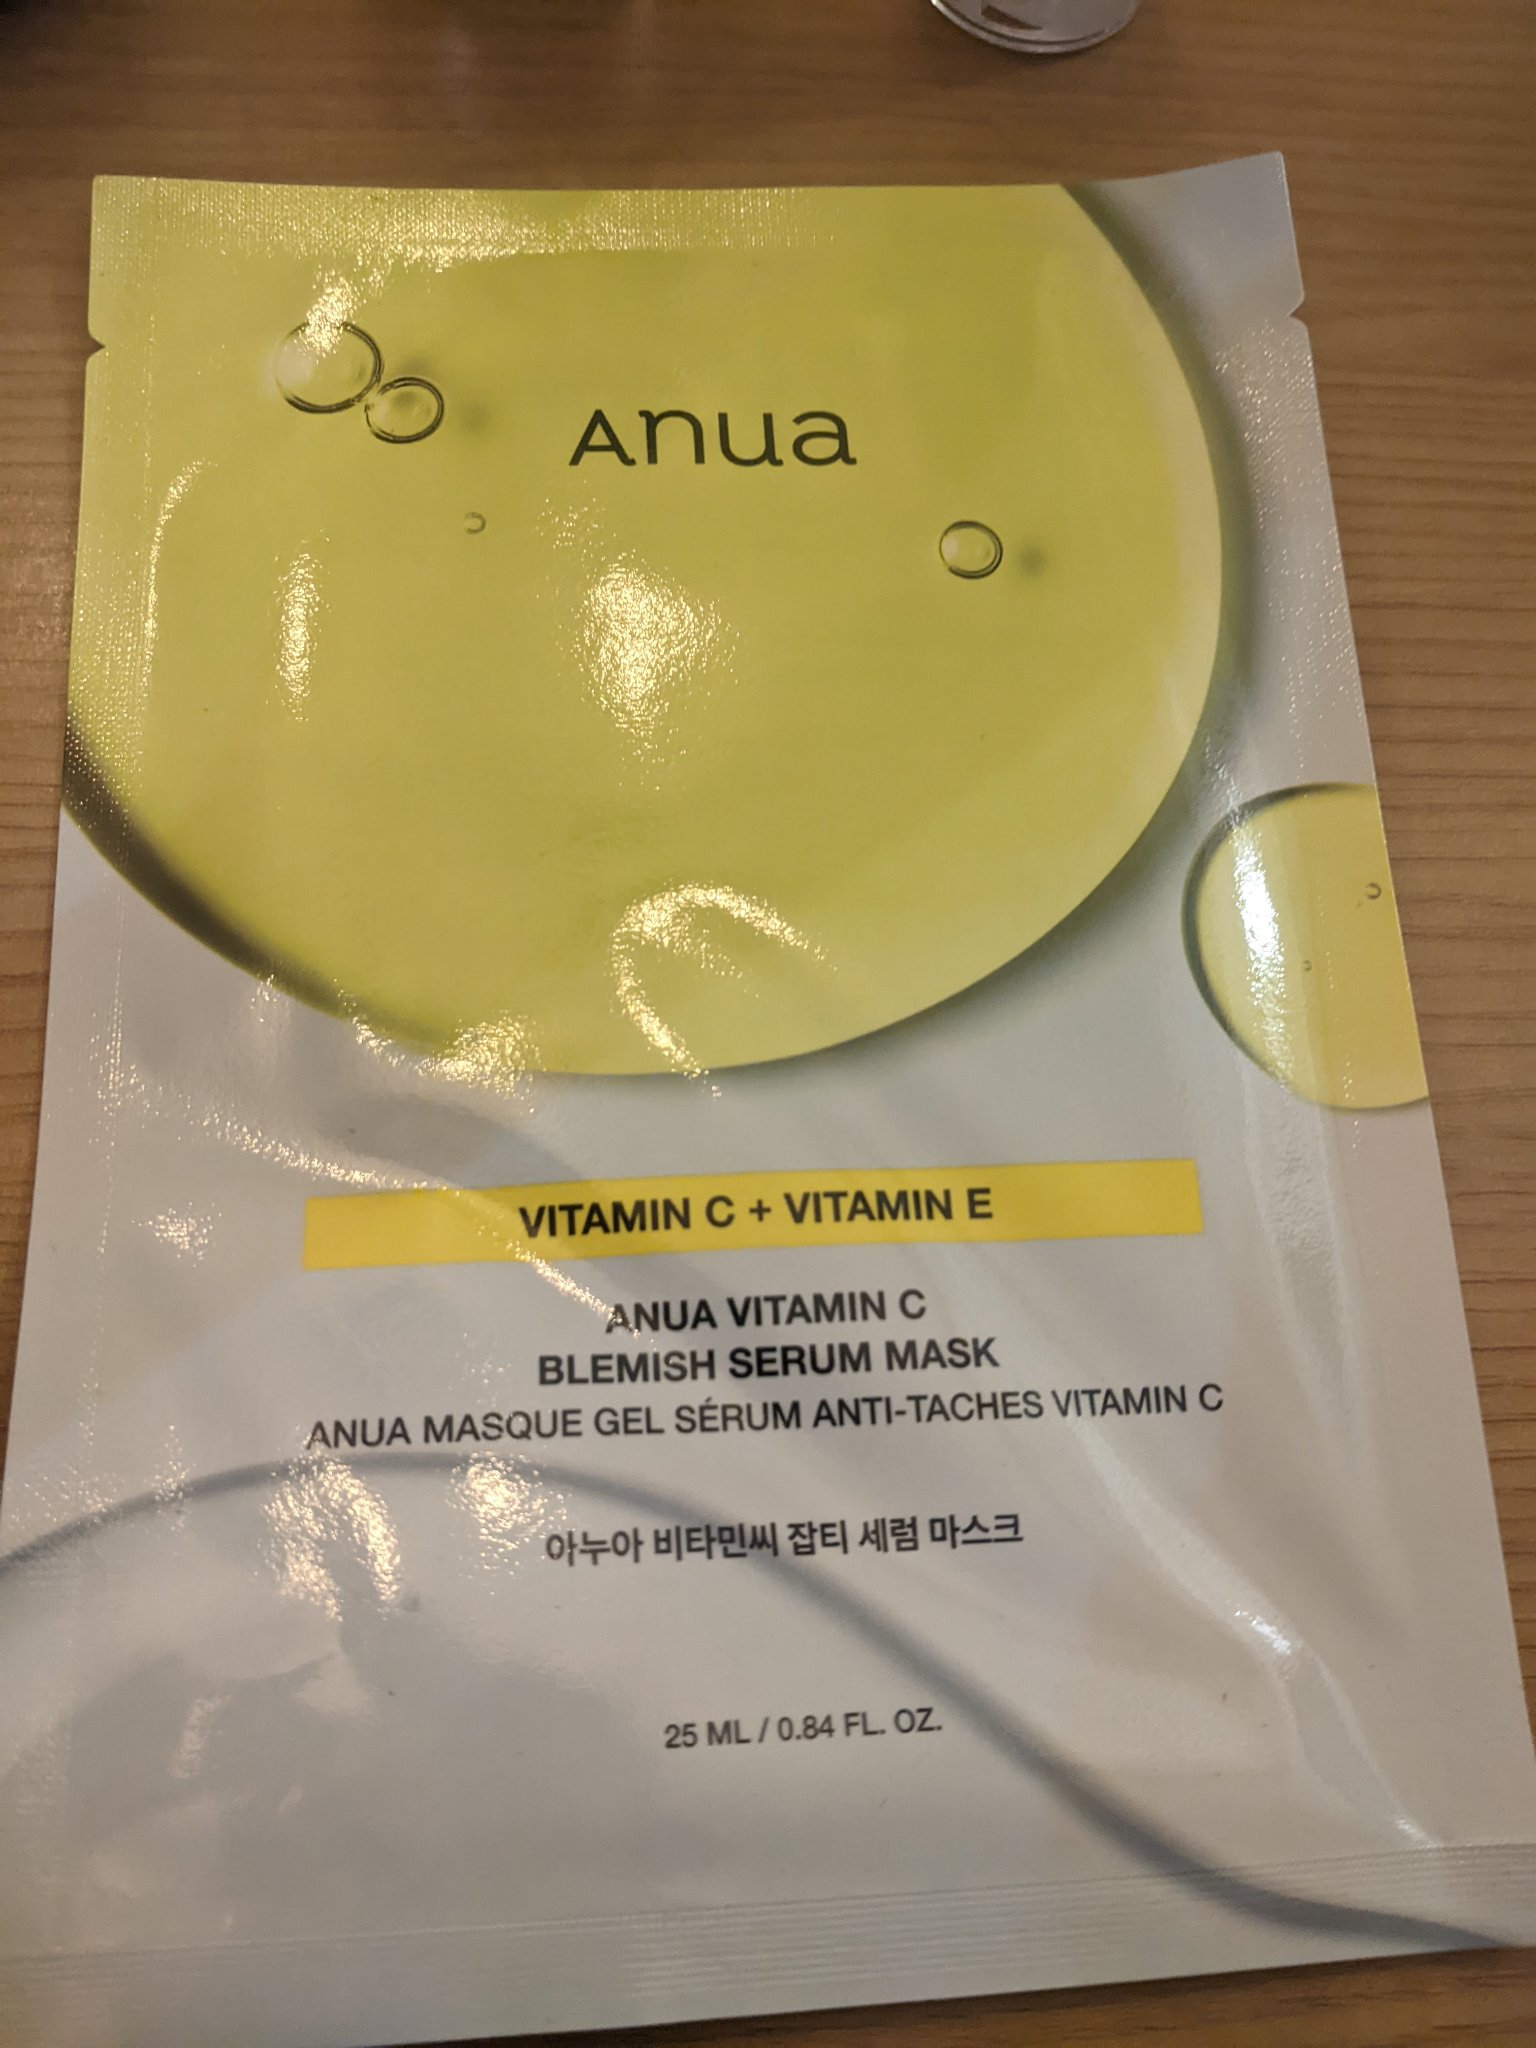 Anua
VITAMIN C + VITAMIN E
ANUA VITAMIN C
BLEMISH SERUM MASK
ANUA MASQUE GEL SÉRUM ANTI-TACHES VITAMIN C
아누아 비타민씨 잡티 세럼 마스크
25 ML / 0.84 FL. OZ.